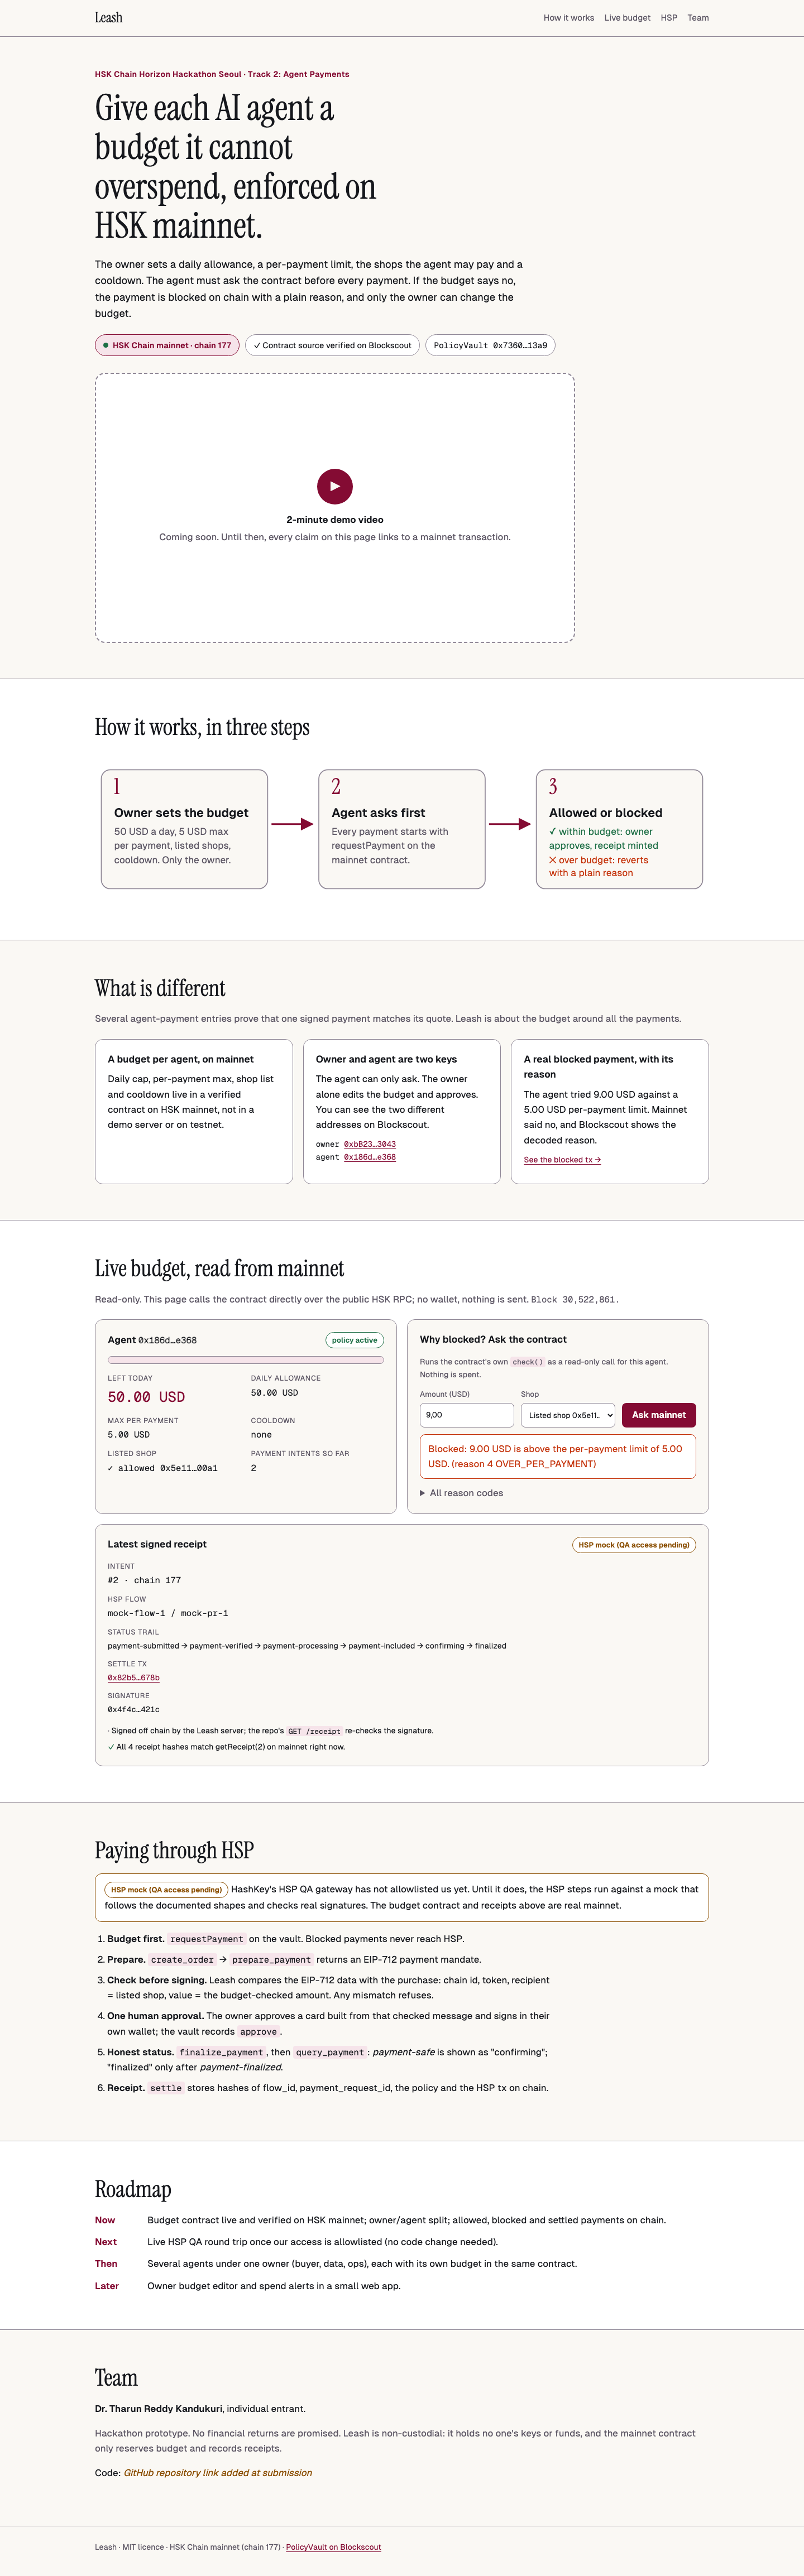 Leash
How it works
Live budget
HSP
Team
HSK Chain Horizon Hackathon Seoul · Track 2: Agent Payments
Give each AI agent a
budget it cannot
overspend, enforced on
HSK mainnet.
The owner sets a daily allowance, a per-payment limit, the shops the agent may pay and a
cooldown. The agent must ask the contract before every payment. If the budget says no,
the payment is blocked on chain with a plain reason, and only the owner can change the
budget.
HSK Chain mainnet · chain 177
✓ Contract source verified on Blockscout
PolicyVault 0x7360…13a9
2-minute demo video
Coming soon. Until then, every claim on this page links to a mainnet transaction.
How it works, in three steps
1
Owner sets the budget
50 USD a day, 5 USD max
per payment, listed shops,
cooldown. Only the owner.
2
Agent asks first
Every payment starts with
requestPayment on the
mainnet contract.
3
Allowed or blocked
✓ within budget: owner
approves, receipt minted
✕ over budget: reverts
with a plain reason
What is different
Several agent-payment entries prove that one signed payment matches its quote. Leash is about the budget around all the payments.
A budget per agent, on mainnet
Daily cap, per-payment max, shop list
and cooldown live in a verified
contract on HSK mainnet, not in a
demo server or on testnet.
Owner and agent are two keys
The agent can only ask. The owner
alone edits the budget and approves.
You can see the two different
addresses on Blockscout.
owner 0xbB23…3043
agent 0x186d…e368
A real blocked payment, with its
reason
The agent tried 9.00 USD against a
5.00 USD per-payment limit. Mainnet
said no, and Blockscout shows the
decoded reason.
See the blocked tx →
Live budget, read from mainnet
Read-only. This page calls the contract directly over the public HSK RPC; no wallet, nothing is sent. Block 30,522,861.
Agent 0x186d…e368
policy active
LEFT TODAY
50.00 USD
DAILY ALLOWANCE
50.00 USD
MAX PER PAYMENT
5.00 USD
COOLDOWN
none
LISTED SHOP
✓ allowed 0x5e11..00a1
PAYMENT INTENTS SO FAR
2
Why blocked? Ask the contract
Runs the contract's own check() as a read-only call for this agent.
Nothing is spent.
Amount (USD)
9,00
Shop
Listed shop 0x5e11..
Ask mainnet
Blocked: 9.00 USD is above the per-payment limit of 5.00
USD. (reason 4 OVER_PER_PAYMENT)
▶ All reason codes
Latest signed receipt
HSP mock (QA access pending)
INTENT
#2 · chain 177
HSP FLOW
mock-flow-1 / mock-pr-1
STATUS TRAIL
payment-submitted → payment-verified → payment-processing → payment-included → confirming → finalized
SETTLE TX
0x82b5…678b
SIGNATURE
0x4f4c…421c
· Signed off chain by the Leash server; the repo's GET /receipt re-checks the signature.
✓ All 4 receipt hashes match getReceipt(2) on mainnet right now.
Paying through HSP
HSP mock (QA access pending) HashKey's HSP QA gateway has not allowlisted us yet. Until it does, the HSP steps run against a mock that
follows the documented shapes and checks real signatures. The budget contract and receipts above are real mainnet.
1. Budget first. requestPayment on the vault. Blocked payments never reach HSP.
2. Prepare. create_order → prepare_payment returns an EIP-712 payment mandate.
3. Check before signing. Leash compares the EIP-712 data with the purchase: chain id, token, recipient
= listed shop, value = the budget-checked amount. Any mismatch refuses.
4. One human approval. The owner approves a card built from that checked message and signs in their
own wallet; the vault records approve.
5. Honest status. finalize_payment, then query_payment: payment-safe is shown as "confirming";
"finalized" only after payment-finalized.
6. Receipt. settle stores hashes of flow_id, payment_request_id, the policy and the HSP tx on chain.
Roadmap
Now
Budget contract live and verified on HSK mainnet; owner/agent split; allowed, blocked and settled payments on chain.
Next
Live HSP QA round trip once our access is allowlisted (no code change needed).
Then
Several agents under one owner (buyer, data, ops), each with its own budget in the same contract.
Later
Owner budget editor and spend alerts in a small web app.
Team
Dr. Tharun Reddy Kandukuri, individual entrant.
Hackathon prototype. No financial returns are promised. Leash is non-custodial: it holds no one's keys or funds, and the mainnet contract
only reserves budget and records receipts.
Code: GitHub repository link added at submission
Leash · MIT licence · HSK Chain mainnet (chain 177) · PolicyVault on Blockscout